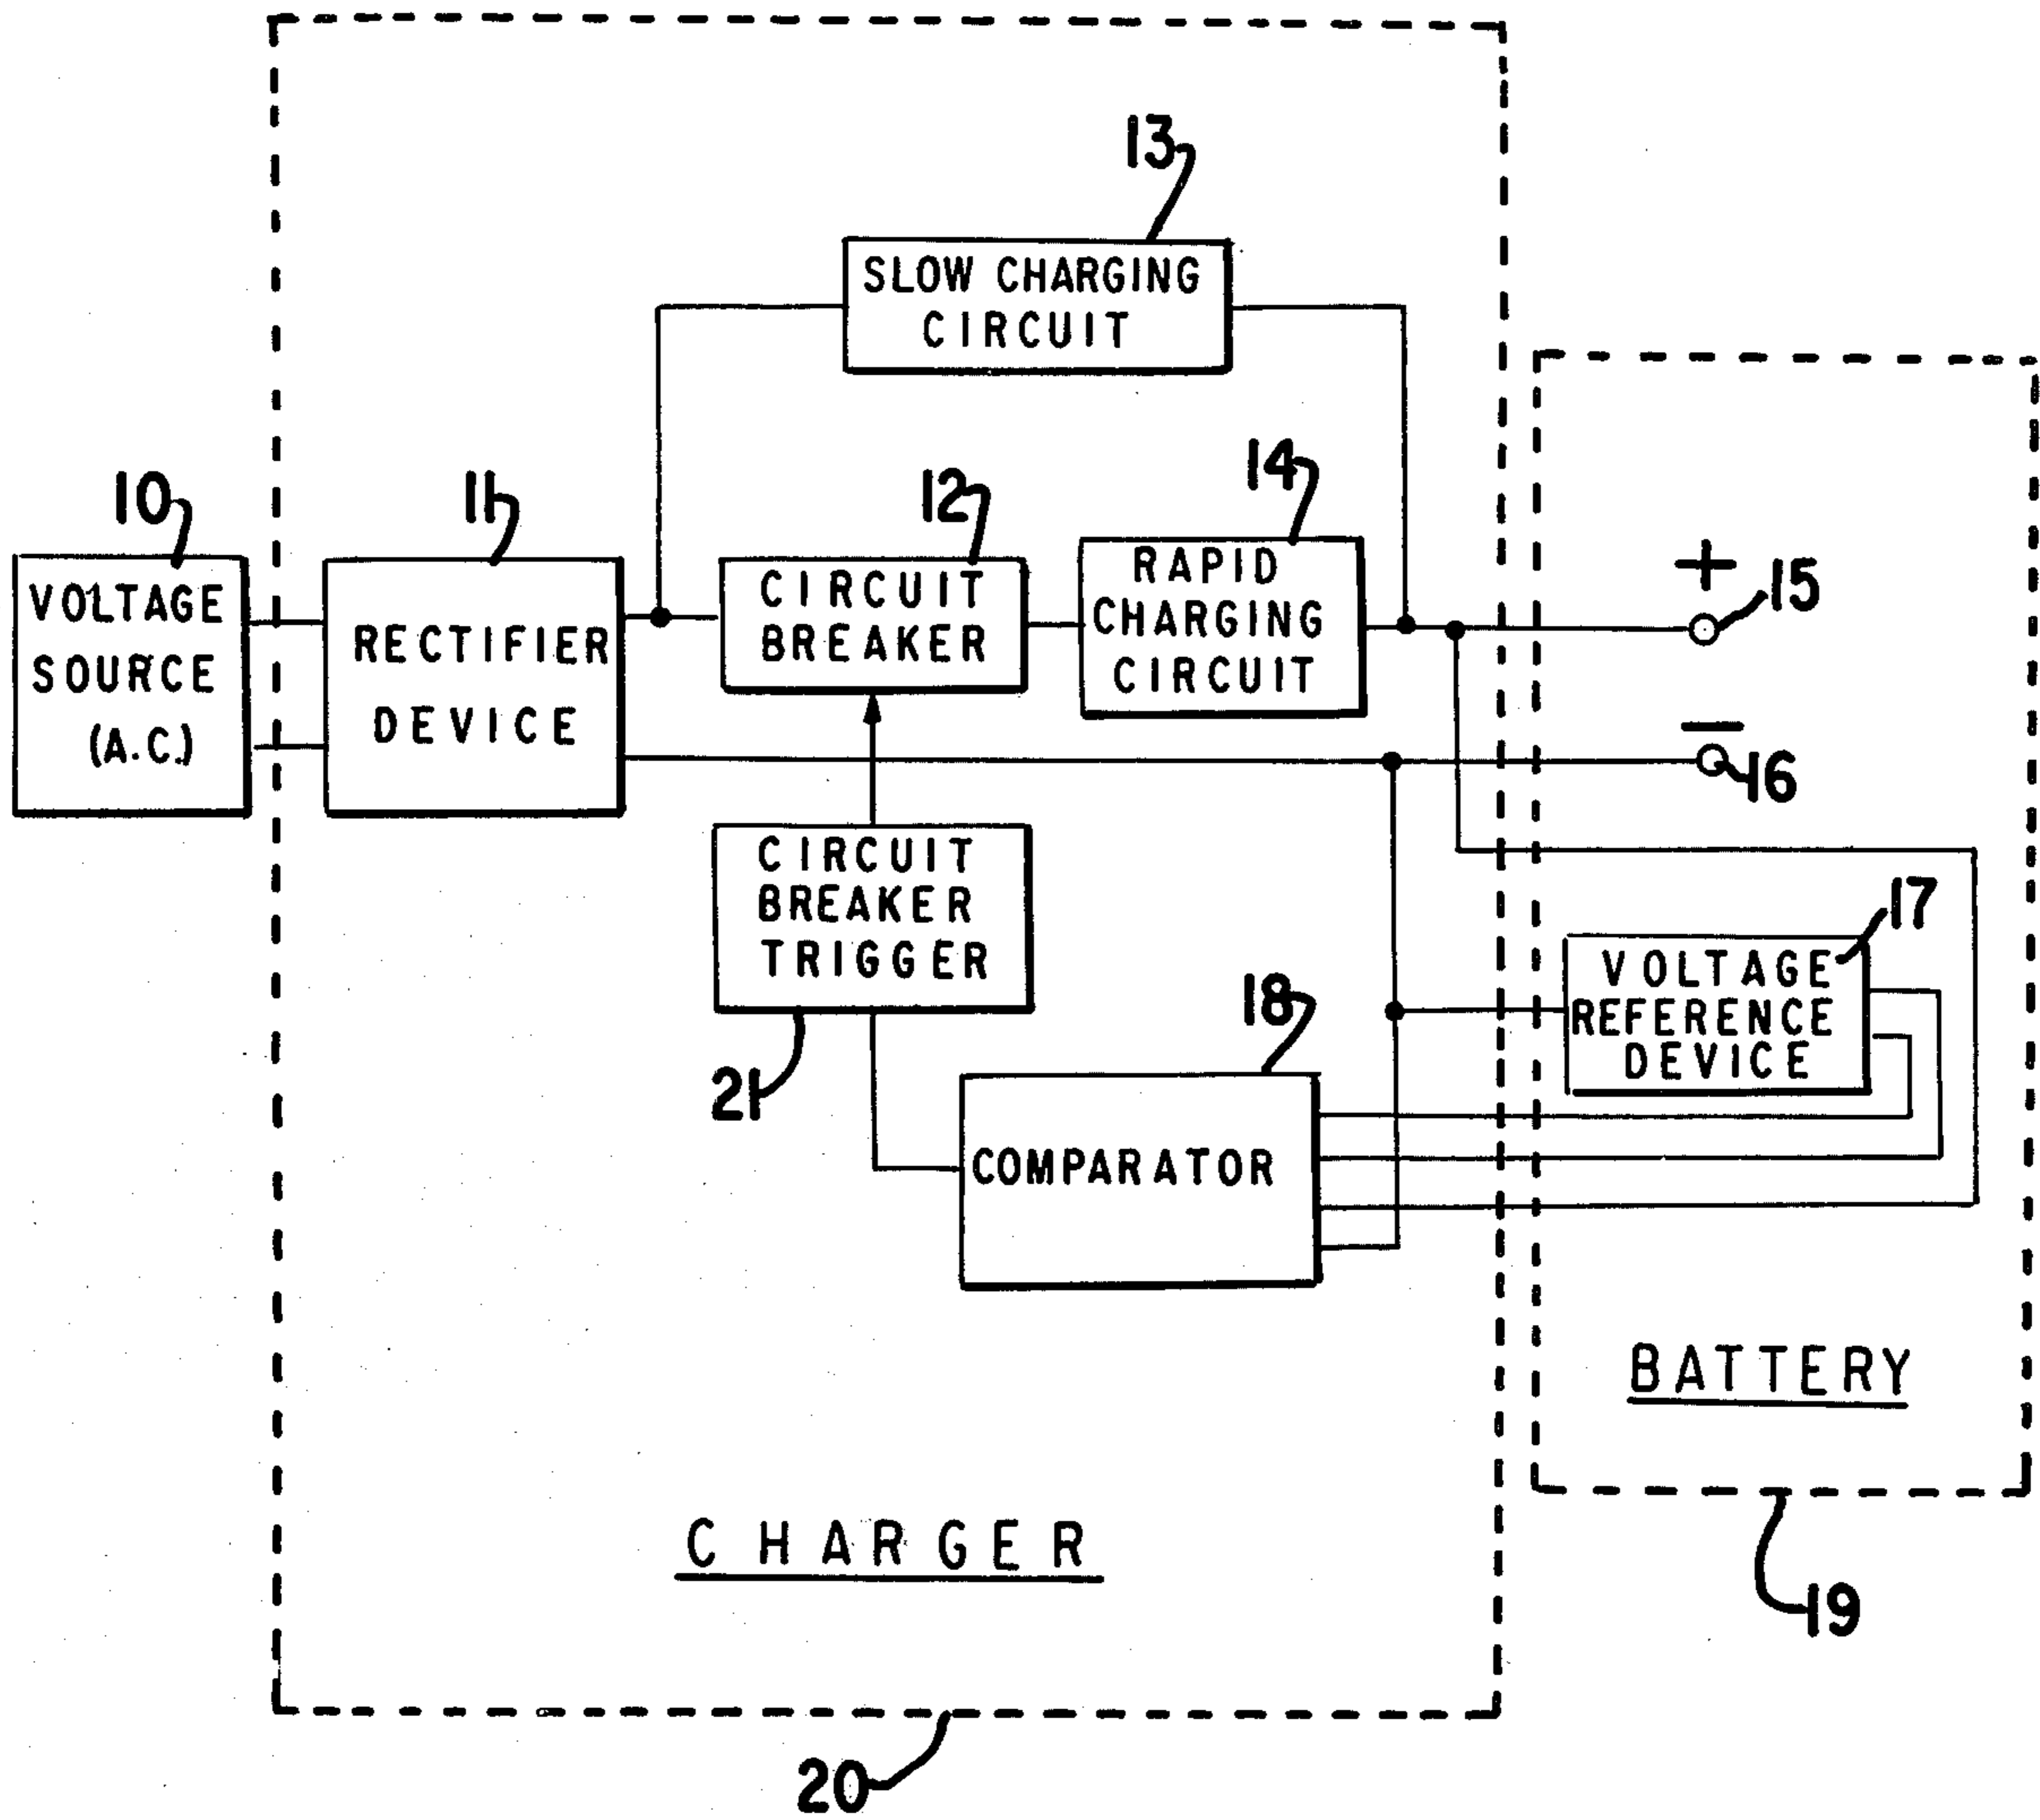 13
SLOW CHARGING
CIRCUIT
10
11
12
14
VOLTAGE
SOURCE
(A.C.)
RECTIFIER
DEVICE
CIRCUIT
BREAKER
RAPID
CHARGING
CIRCUIT
+
15
−
16
CIRCUIT
BREAKER
TRIGGER
21
17
VOLTAGE
REFERENCE
DEVICE
18
COMPARATOR
BATTERY
CHARGER
19
20